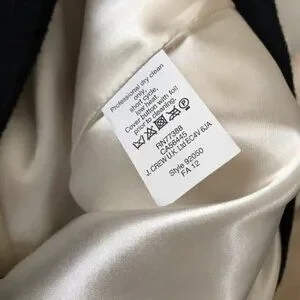 Professional dry clean
only,
short cycle,
low heat.
Cover button with foil
prior to cleaning.
RN77388
CA56445
J. CREW U.K. Ltd EC4V 6JA
Style 92050
FA 12